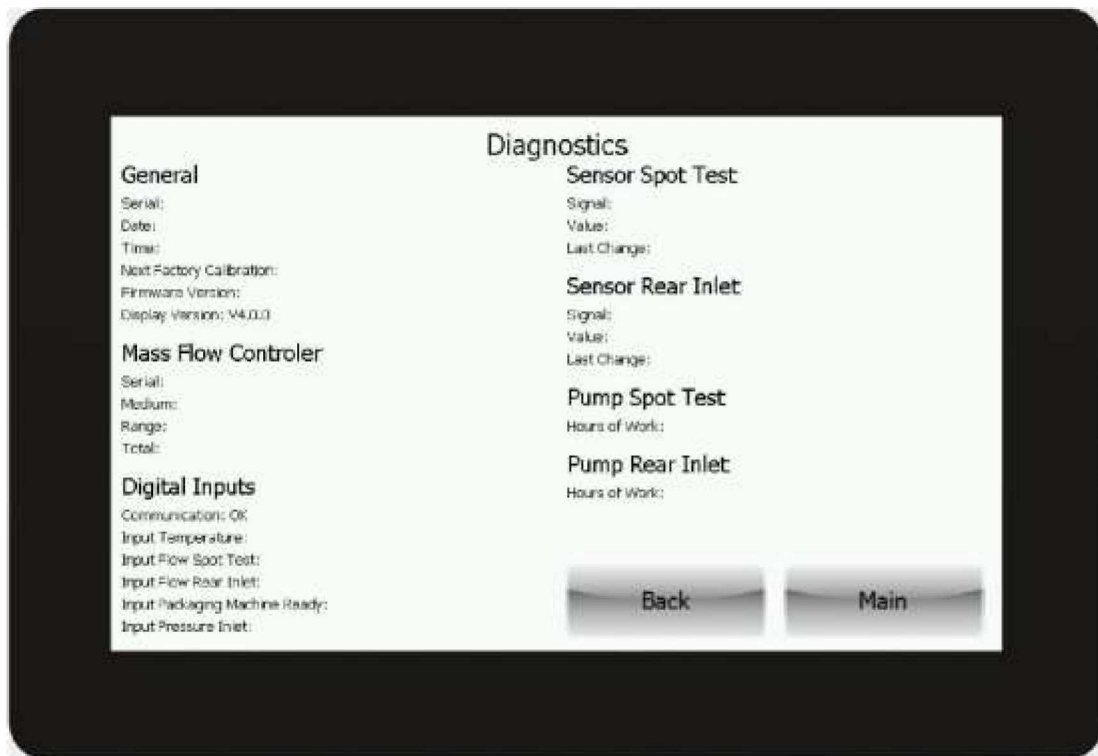 Diagnostics
General
Serial:
Date:
Time:
Next Factory Calibration:
Firmware Version:
Display Version: V4.0.0
Mass Flow Controler
Serial:
Medium:
Range:
Total:
Digital Inputs
Communication: OK
Input Temperature:
Input Flow Spot Test:
Input Flow Rear Inlet:
Input Packaging Machine Ready:
Input Pressure Inlet:
Sensor Spot Test
Signal:
Value:
Last Change:
Sensor Rear Inlet
Signal:
Value:
Last Change:
Pump Spot Test
Hours of Work:
Pump Rear Inlet
Hours of Work:
Back
Main